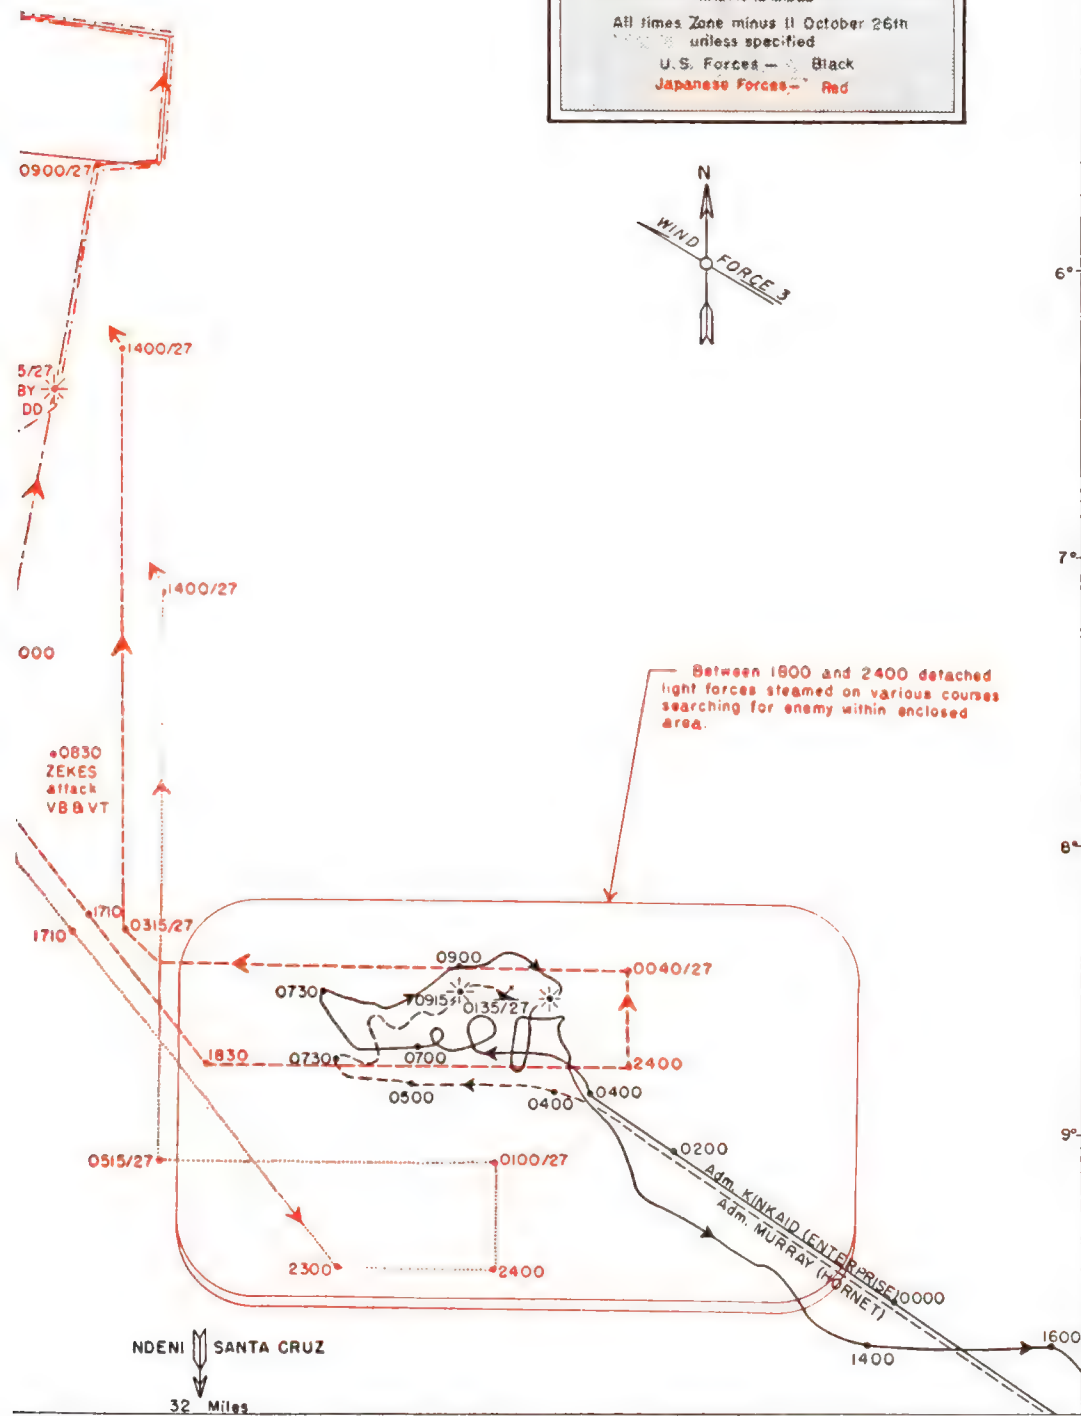 All times Zone minus 11 October 26th
unless specified
U.S. Forces – Black
Japanese Forces – Red
0900/27
N
WIND FORCE 3
6°
1400/27
5/27
BY
DD
7°
1400/27
000
Between 1800 and 2400 detached
light forces steamed on various courses
searching for enemy within enclosed
area.
0830
ZEKES
attack
VB & VT
8°
1710
0315/27
1710
0900
0040/27
0730
0915
0135/27
0730
0700
1830
2400
0500
0400
0400
0200
9°
0515/27
0100/27
Adm. KINKAID (ENTERPRISE)
Adm. MURRAY (HORNET)
2300
2400
0000
NDENI SANTA CRUZ
1400
1600
32 Miles